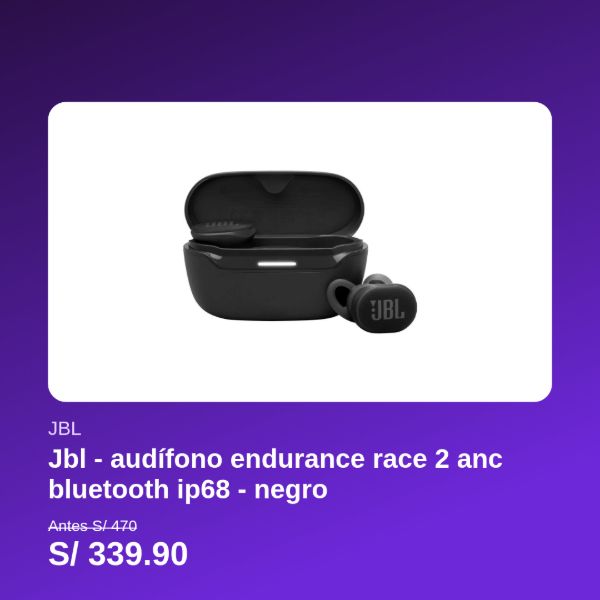 JBL
JBL
Jbl - audífono endurance race 2 anc
bluetooth ip68 - negro
Antes S/ 470
S/ 339.90